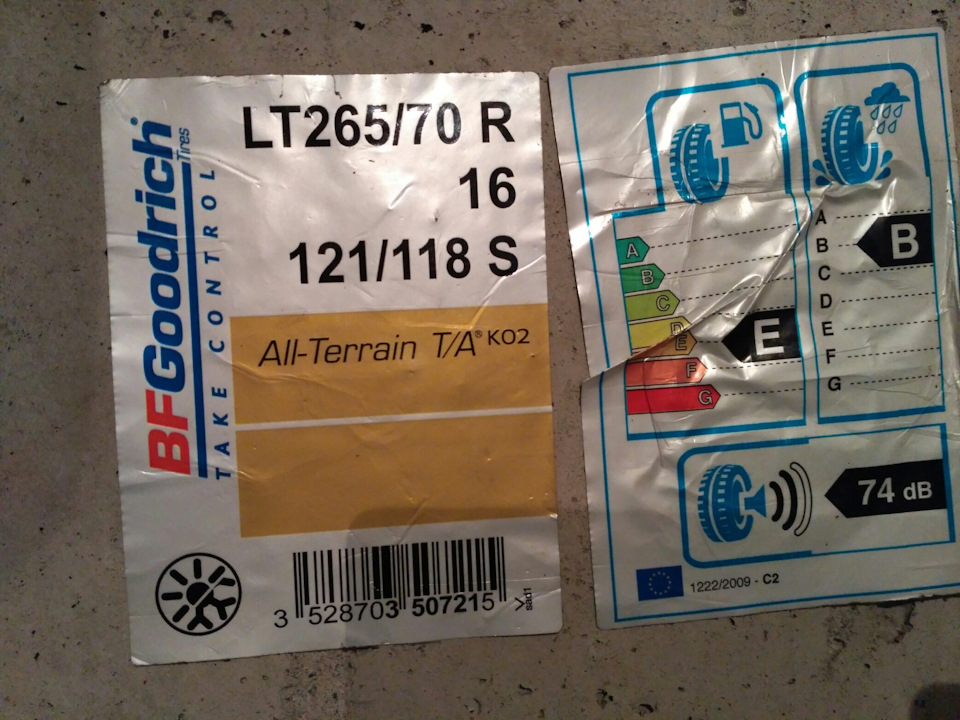 BFGoodrich Tires
TAKE CONTROL
LT265/70 R
16
121/118 S
All-Terrain T/A® KO2
3 528703 507215 >
sad1
A
B
C
D
E
F
G
E
A
B
C
D
E
F
G
B
74 dB
1222/2009 - C2